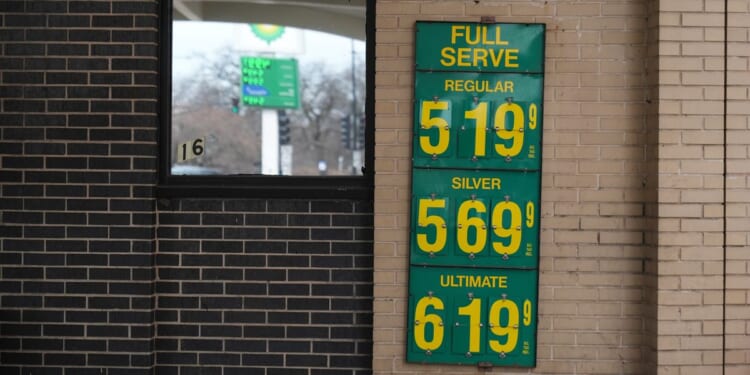 FULL
SERVE
REGULAR
5 19 9
SILVER
5 69 9
ULTIMATE
6 19 9
16